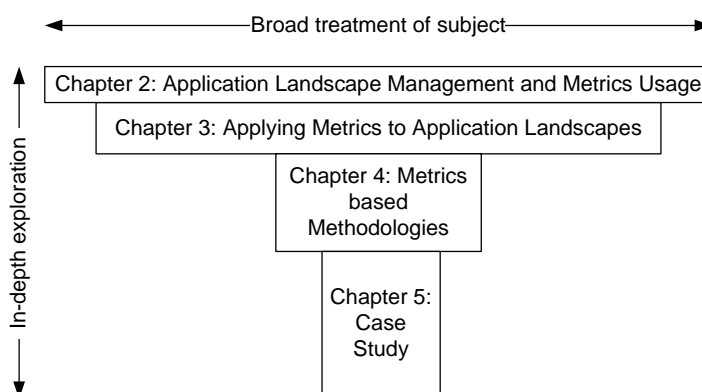 Broad treatment of subject
Chapter 2: Application Landscape Management and Metrics Usage
Chapter 3: Applying Metrics to Application Landscapes
Chapter 4: Metrics
based
Methodologies
Chapter 5:
Case
Study
In-depth exploration